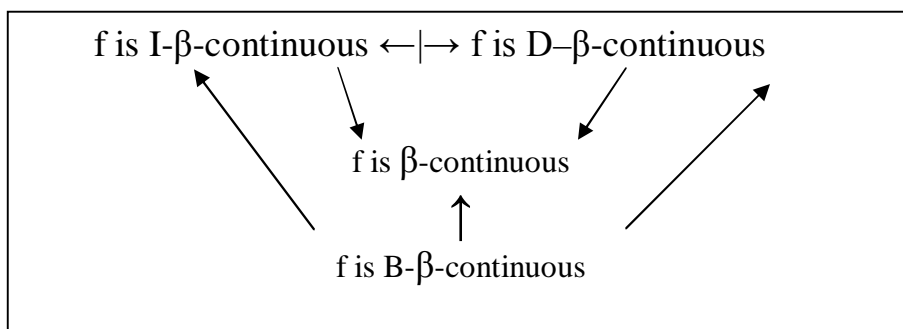 f is I-β-continuous ←|→ f is D–β-continuous
f is β-continuous
f is B-β-continuous